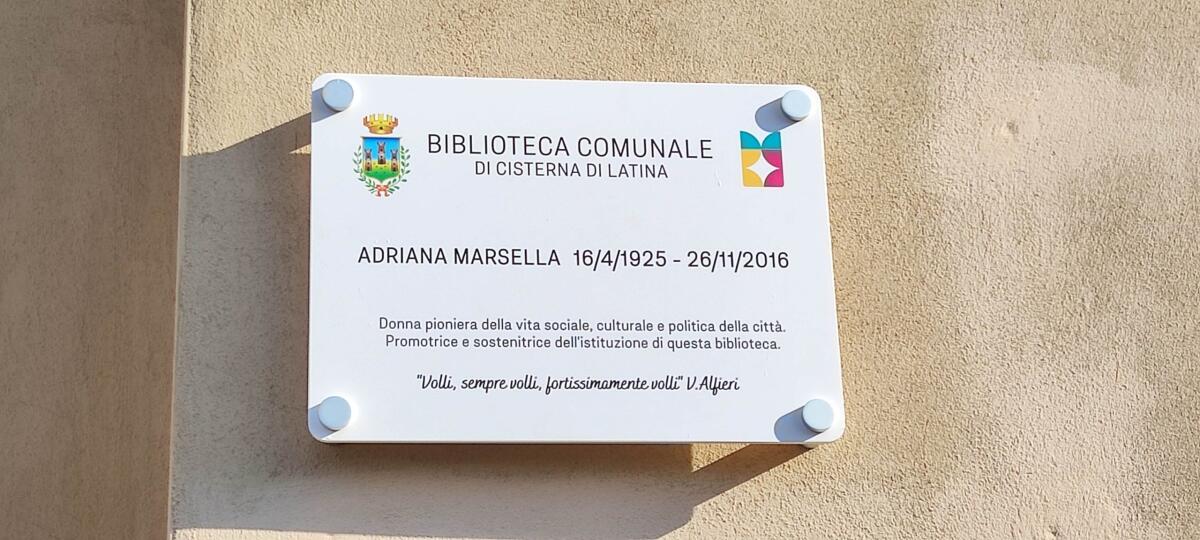 BIBLIOTECA COMUNALE
DI CISTERNA DI LATINA
ADRIANA MARSELLA 16/4/1925 - 26/11/2016
Donna pioniera della vita sociale, culturale e politica della città.
Promotrice e sostenitrice dell'istituzione di questa biblioteca.
"Volli, sempre volli, fortissimamente volli" V.Alfieri